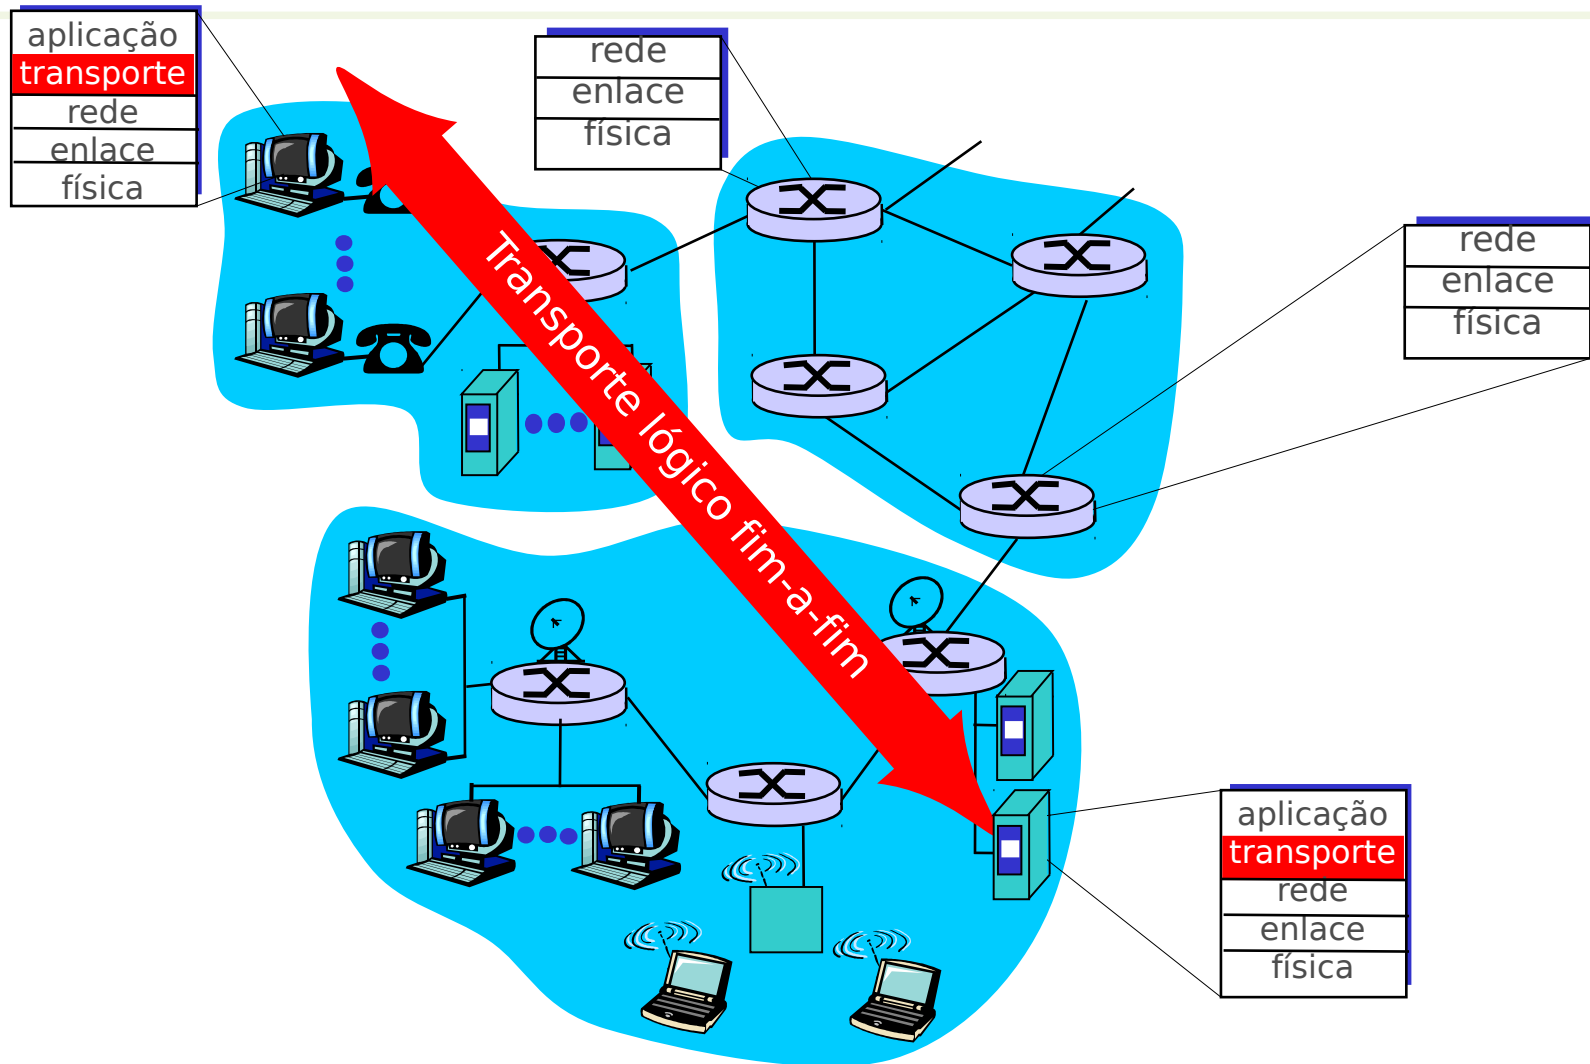 aplicação
transporte
rede
enlace
física
rede
enlace
física
rede
enlace
física
Transporte lógico fim-a-fim
aplicação
transporte
rede
enlace
física